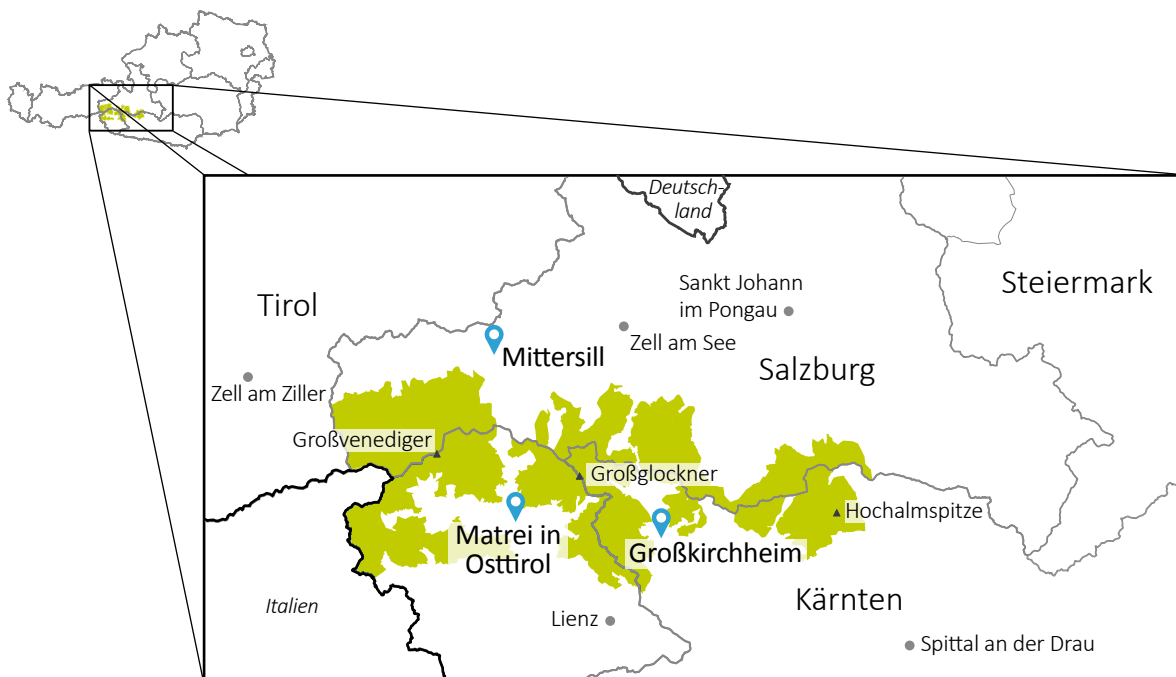 Deutsch-
land
Sankt Johann
im Pongau
Steiermark
Tirol
Zell am See
Mittersill
Salzburg
Zell am Ziller
Großvenediger
Großglockner
Hochalmspitze
Matrei in
Osttirol
Großkirchheim
Italien
Kärnten
Lienz
Spittal an der Drau